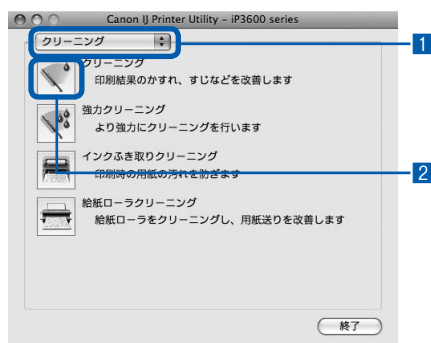 Canon IJ Printer Utility – iP3600 series
クリーニング
1
クリーニング
印刷結果のかすれ、すじなどを改善します
強力クリーニング
より強力にクリーニングを行います
インクふき取りクリーニング
印刷時の用紙の汚れを防ぎます
2
給紙ローラクリーニング
給紙ローラをクリーニングし、用紙送りを改善します
終了